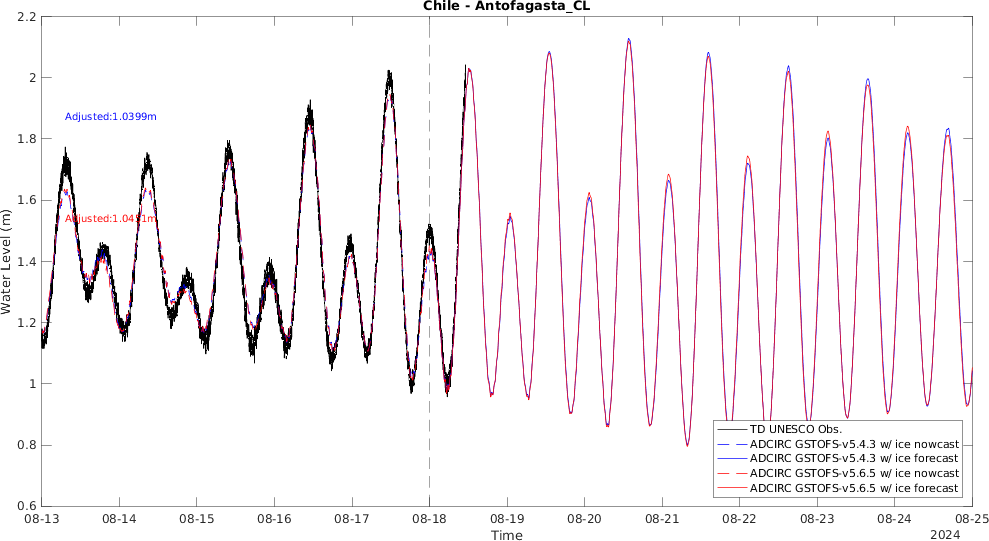 Chile - Antofagasta_CL
2.2
2
1.8
1.6
1.4
1.2
1
0.8
0.6
Water Level (m)
Adjusted:1.0399m
Adjusted:1.0451m
TD UNESCO Obs.
ADCIRC GSTOFS-v5.4.3 w/ ice nowcast
ADCIRC GSTOFS-v5.4.3 w/ ice forecast
ADCIRC GSTOFS-v5.6.5 w/ ice nowcast
ADCIRC GSTOFS-v5.6.5 w/ ice forecast
08-13 08-14 08-15 08-16 08-17 08-18 08-19 08-20 08-21 08-22 08-23 08-24 08-25
Time
2024